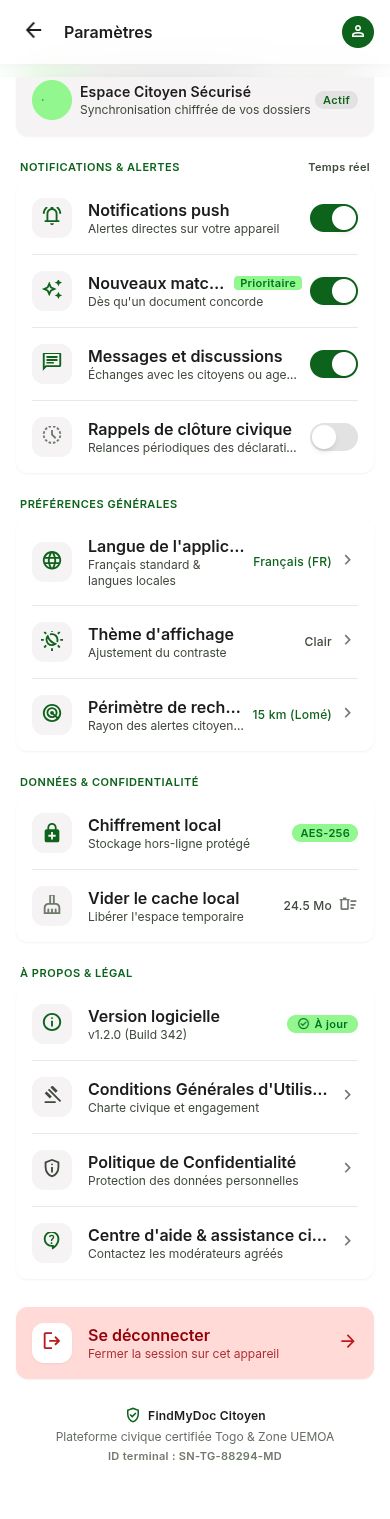 Paramètres
Espace Citoyen Sécurisé
Synchronisation chiffrée de vos dossiers
Actif
NOTIFICATIONS & ALERTES
Temps réel
Notifications push
Alertes directes sur votre appareil
Nouveaux matc...
Prioritaire
Dès qu'un document concorde
Messages et discussions
Échanges avec les citoyens ou age...
Rappels de clôture civique
Relances périodiques des déclarati...
PRÉFÉRENCES GÉNÉRALES
Langue de l'applic...
Français standard &
langues locales
Français (FR)
Thème d'affichage
Ajustement du contraste
Clair
Périmètre de rech...
Rayon des alertes citoyen...
15 km (Lomé)
DONNÉES & CONFIDENTIALITÉ
Chiffrement local
Stockage hors-ligne protégé
AES-256
Vider le cache local
Libérer l'espace temporaire
24.5 Mo
À PROPOS & LÉGAL
Version logicielle
v1.2.0 (Build 342)
À jour
Conditions Générales d'Utilis...
Charte civique et engagement
Politique de Confidentialité
Protection des données personnelles
Centre d'aide & assistance ci...
Contactez les modérateurs agréés
Se déconnecter
Fermer la session sur cet appareil
FindMyDoc Citoyen
Plateforme civique certifiée Togo & Zone UEMOA
ID terminal : SN-TG-88294-MD